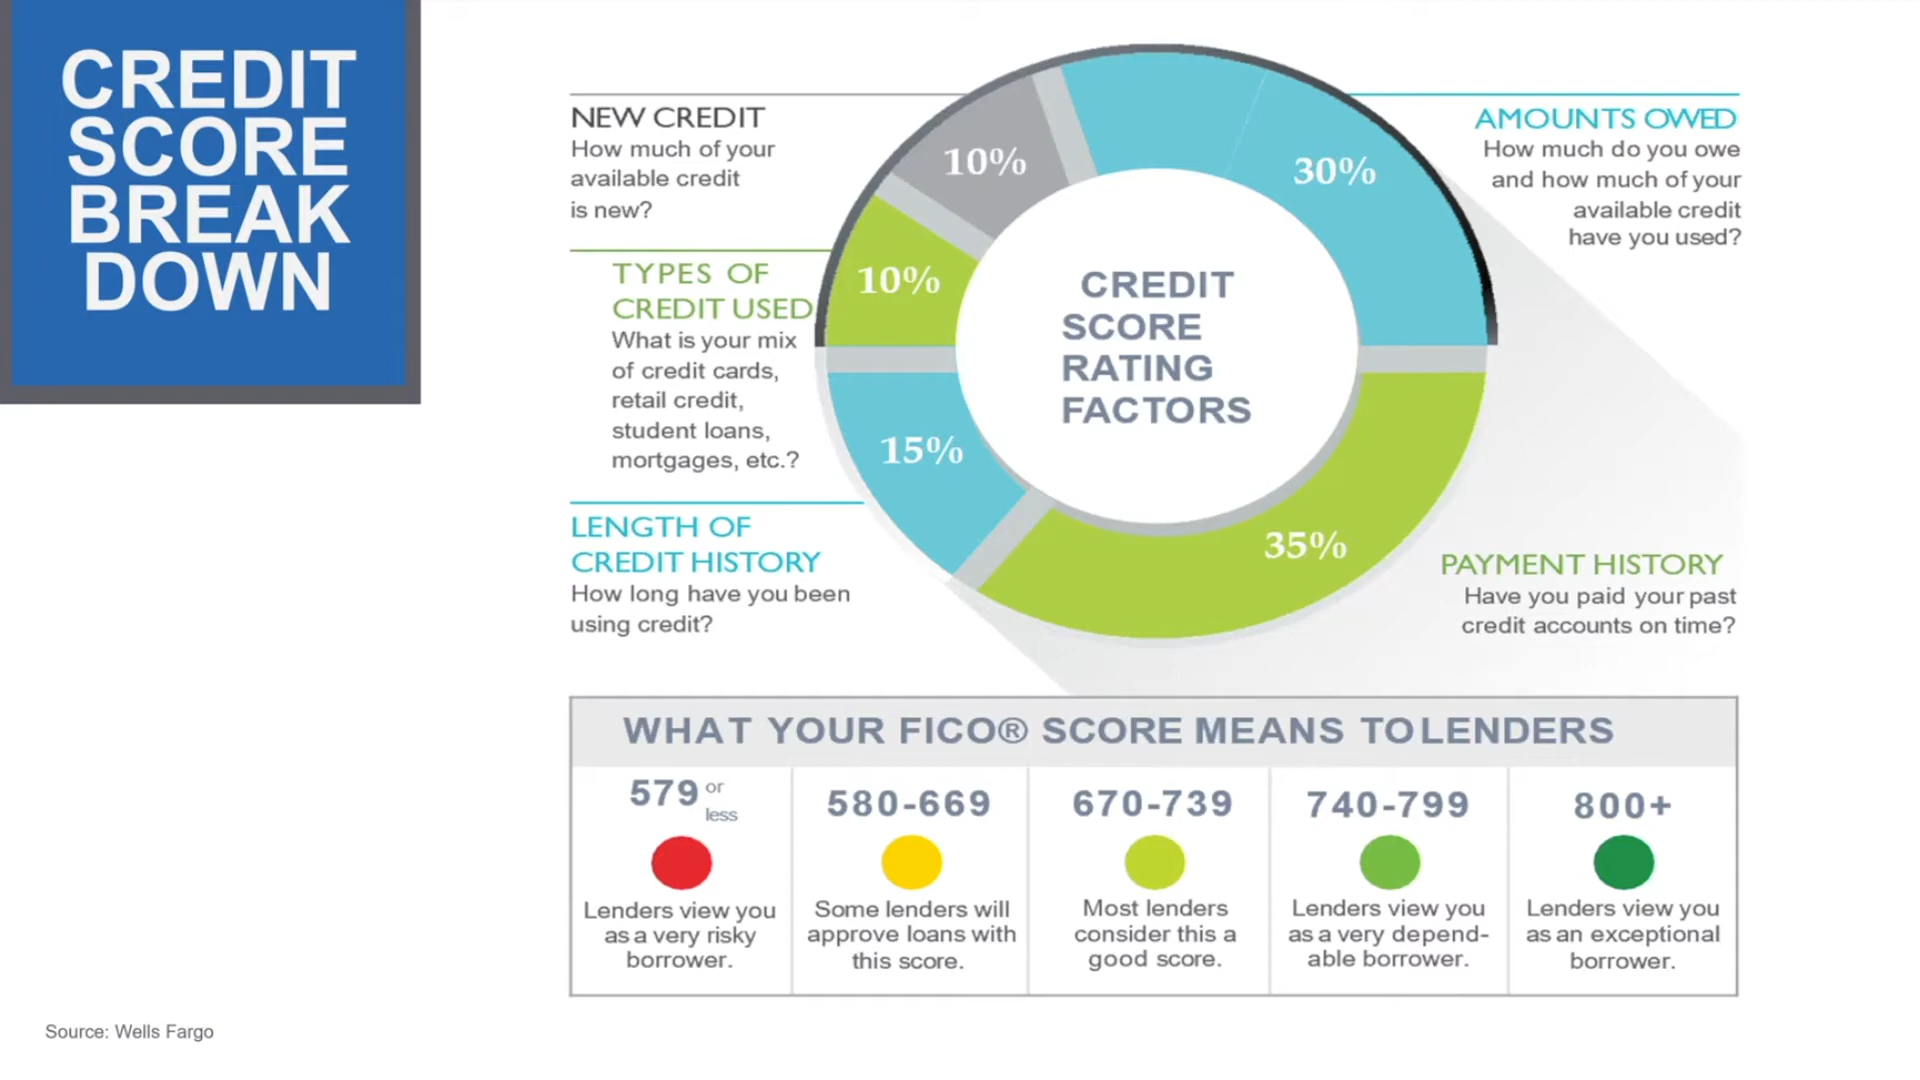 CREDIT
SCORE
BREAK
DOWN
NEW CREDIT
How much of your
available credit
is new?
TYPES OF
CREDIT USED
What is your mix
of credit cards,
retail credit,
student loans,
mortgages, etc.?
LENGTH OF
CREDIT HISTORY
How long have you been
using credit?
10%
10%
15%
30%
35%
CREDIT
SCORE
RATING
FACTORS
AMOUNTS OWED
How much do you owe
and how much of your
available credit
have you used?
PAYMENT HISTORY
Have you paid your past
credit accounts on time?
WHAT YOUR FICO® SCORE MEANS TO LENDERS
579 or less
Lenders view you
as a very risky
borrower.
580-669
Some lenders will
approve loans with
this score.
670-739
Most lenders
consider this a
good score.
740-799
Lenders view you
as a very depend-
able borrower.
800+
Lenders view you
as an exceptional
borrower.
Source: Wells Fargo